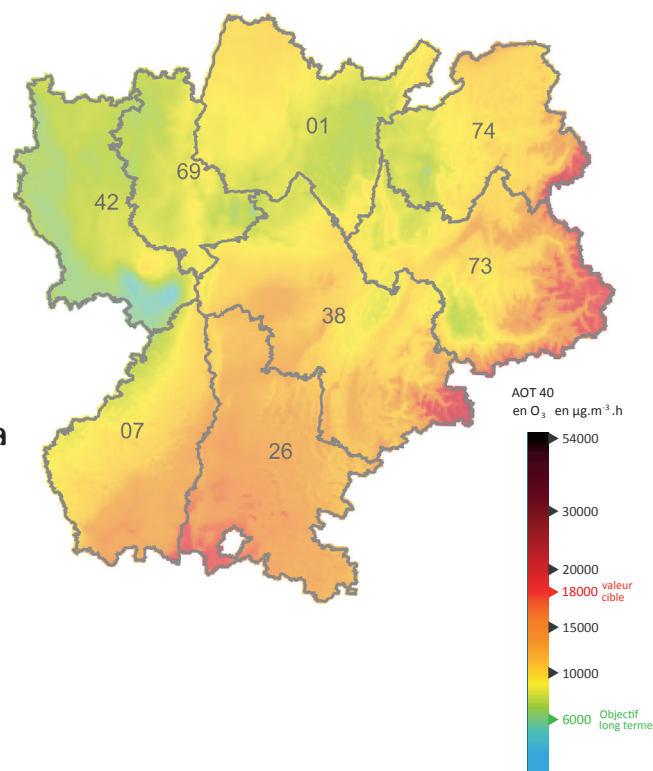 01
74
69
42
73
38
07
26
a
AOT 40
en O₃ en µg.m⁻³.h
54000
30000
20000
18000 valeur cible
15000
10000
6000 Objectif long terme